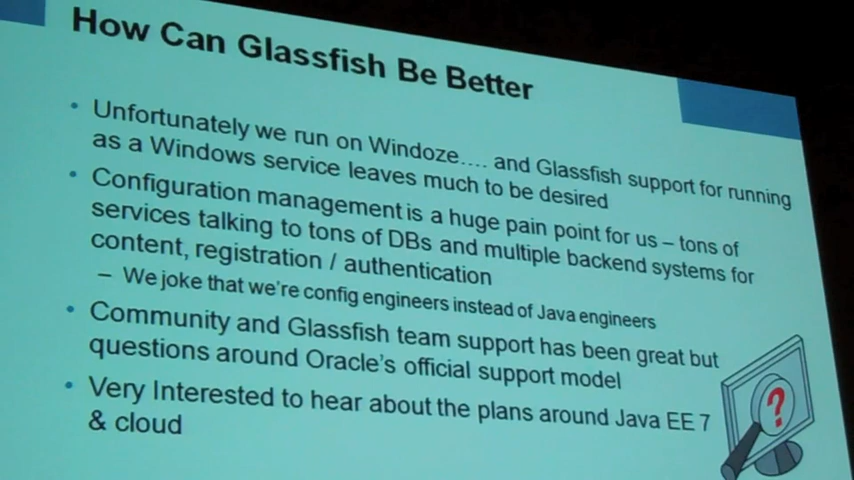 How Can Glassfish Be Better
• Unfortunately we run on Windoze…. and Glassfish support for running
as a Windows service leaves much to be desired
• Configuration management is a huge pain point for us – tons of
services talking to tons of DBs and multiple backend systems for
content, registration / authentication
– We joke that we're config engineers instead of Java engineers
• Community and Glassfish team support has been great but
questions around Oracle's official support model
• Very Interested to hear about the plans around Java EE 7
& cloud
?